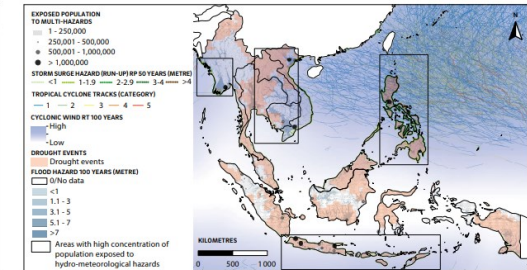 EXPOSED POPULATION
TO MULTI-HAZARDS
1 - 250,000
250,001 - 500,000
500,001 - 1,000,000
> 1,000,000
STORM SURGE HAZARD (RUN-UP) RP 50 YEARS (METRE)
<1 1-1.9 2-2.9 3-4 >4
TROPICAL CYCLONE TRACKS (CATEGORY)
1 2 3 4 5
CYCLONIC WIND RT 100 YEARS
High
Low
DROUGHT EVENTS
Drought events
FLOOD HAZARD 100 YEARS (METRE)
0/No data
<1
1.1 - 3
3.1 - 5
5.1 - 7
>7
Areas with high concentration of
population exposed to
hydro-meteorological hazards
N
KILOMETRES
0 500 1 000